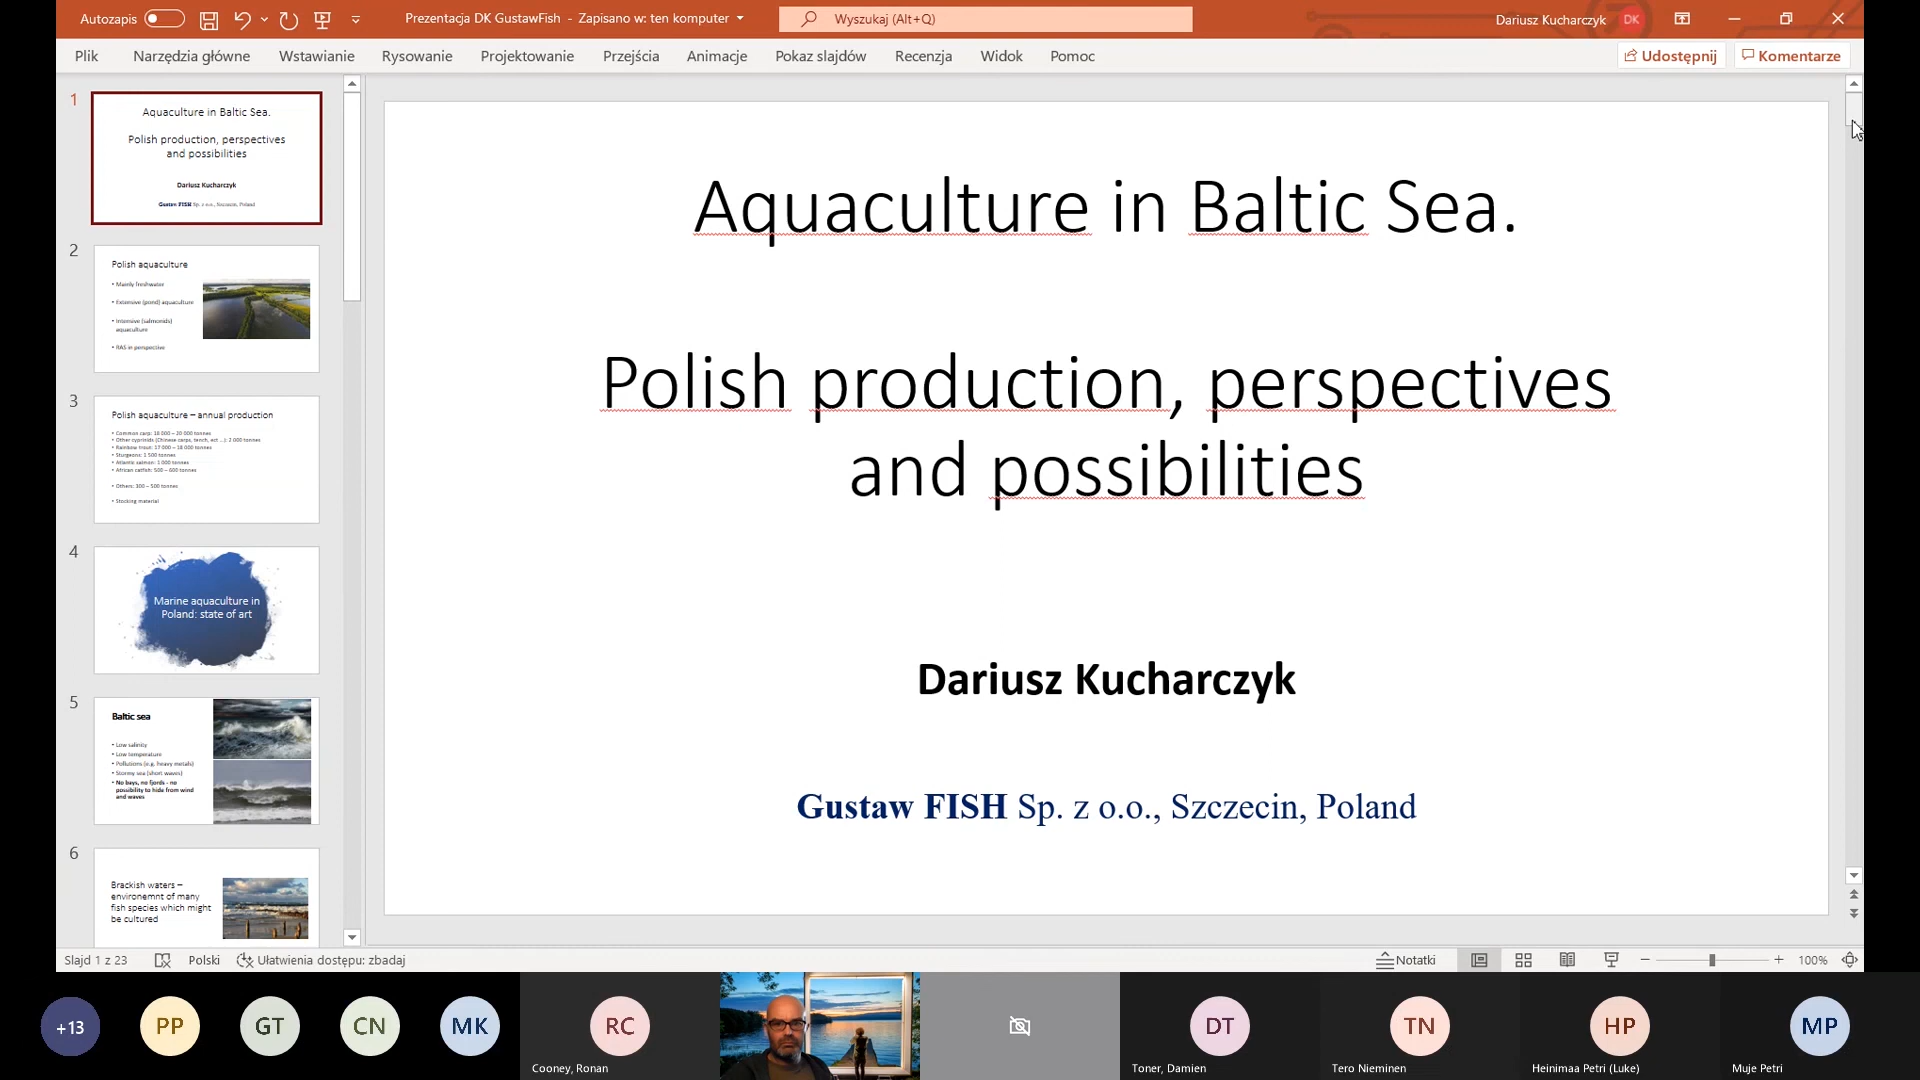 Autozapis
Prezentacja DK GustawFish - Zapisano w: ten komputer
Wyszukaj (Alt+Q)
Dariusz Kucharczyk DK
Plik Narzędzia główne Wstawianie Rysowanie Projektowanie Przejścia Animacje Pokaz slajdów Recenzja Widok Pomoc
Udostępnij Komentarze
1
Aquaculture in Baltic Sea.
Polish production, perspectives
and possibilities
Dariusz Kucharczyk
Gustaw FISH Sp. z o.o., Szczecin, Poland
2
Polish aquaculture
• Mainly freshwater
• Extensive (pond) aquaculture
• Intensive (salmonids)
aquaculture
• RAS in perspective
3
Polish aquaculture – annual production
• Common carp: 18 000 – 20 000 tonnes
• Other cyprinids (Chinese carps, tench, ect ...): 2 000 tonnes
• Rainbow trout: 17 000 – 18 000 tonnes
• Sturgeons: 1 500 tonnes
• Atlantic salmon: 1 000 tonnes
• African catfish: 500 – 600 tonnes
• Others: 300 – 500 tonnes
• Stocking material
4
Marine aquaculture in
Poland: state of art
5
Baltic sea
• Low salinity
• Low temperature
• Pollutions (e.g. heavy metals)
• Stormy sea (short waves)
• No bays, no fjords - no
possibility to hide from wind
and waves
6
Brackish waters –
environemnt of many
fish species which might
be cultured
Aquaculture in Baltic Sea.
Polish production, perspectives
and possibilities
Dariusz Kucharczyk
Gustaw FISH Sp. z o.o., Szczecin, Poland
Slajd 1 z 23 Polski Ułatwienia dostępu: zbadaj
Notatki 100%
+13 PP GT CN MK RC DT TN HP MP
Cooney, Ronan
Toner, Damien
Tero Nieminen
Heinimaa Petri (Luke)
Muje Petri